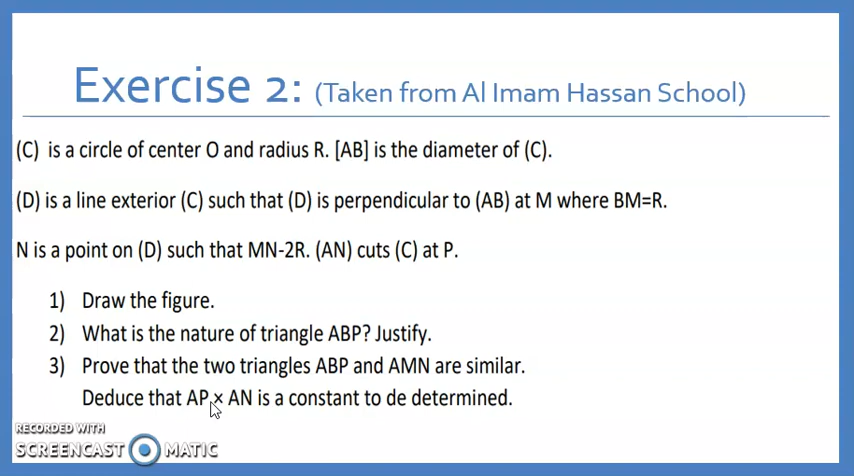 Exercise 2: (Taken from Al Imam Hassan School)
(C) is a circle of center O and radius R. [AB] is the diameter of (C).
(D) is a line exterior (C) such that (D) is perpendicular to (AB) at M where BM=R.
N is a point on (D) such that MN-2R. (AN) cuts (C) at P.
1) Draw the figure.
2) What is the nature of triangle ABP? Justify.
3) Prove that the two triangles ABP and AMN are similar.
Deduce that AP × AN is a constant to de determined.
RECORDED WITH
SCREENCAST MATIC